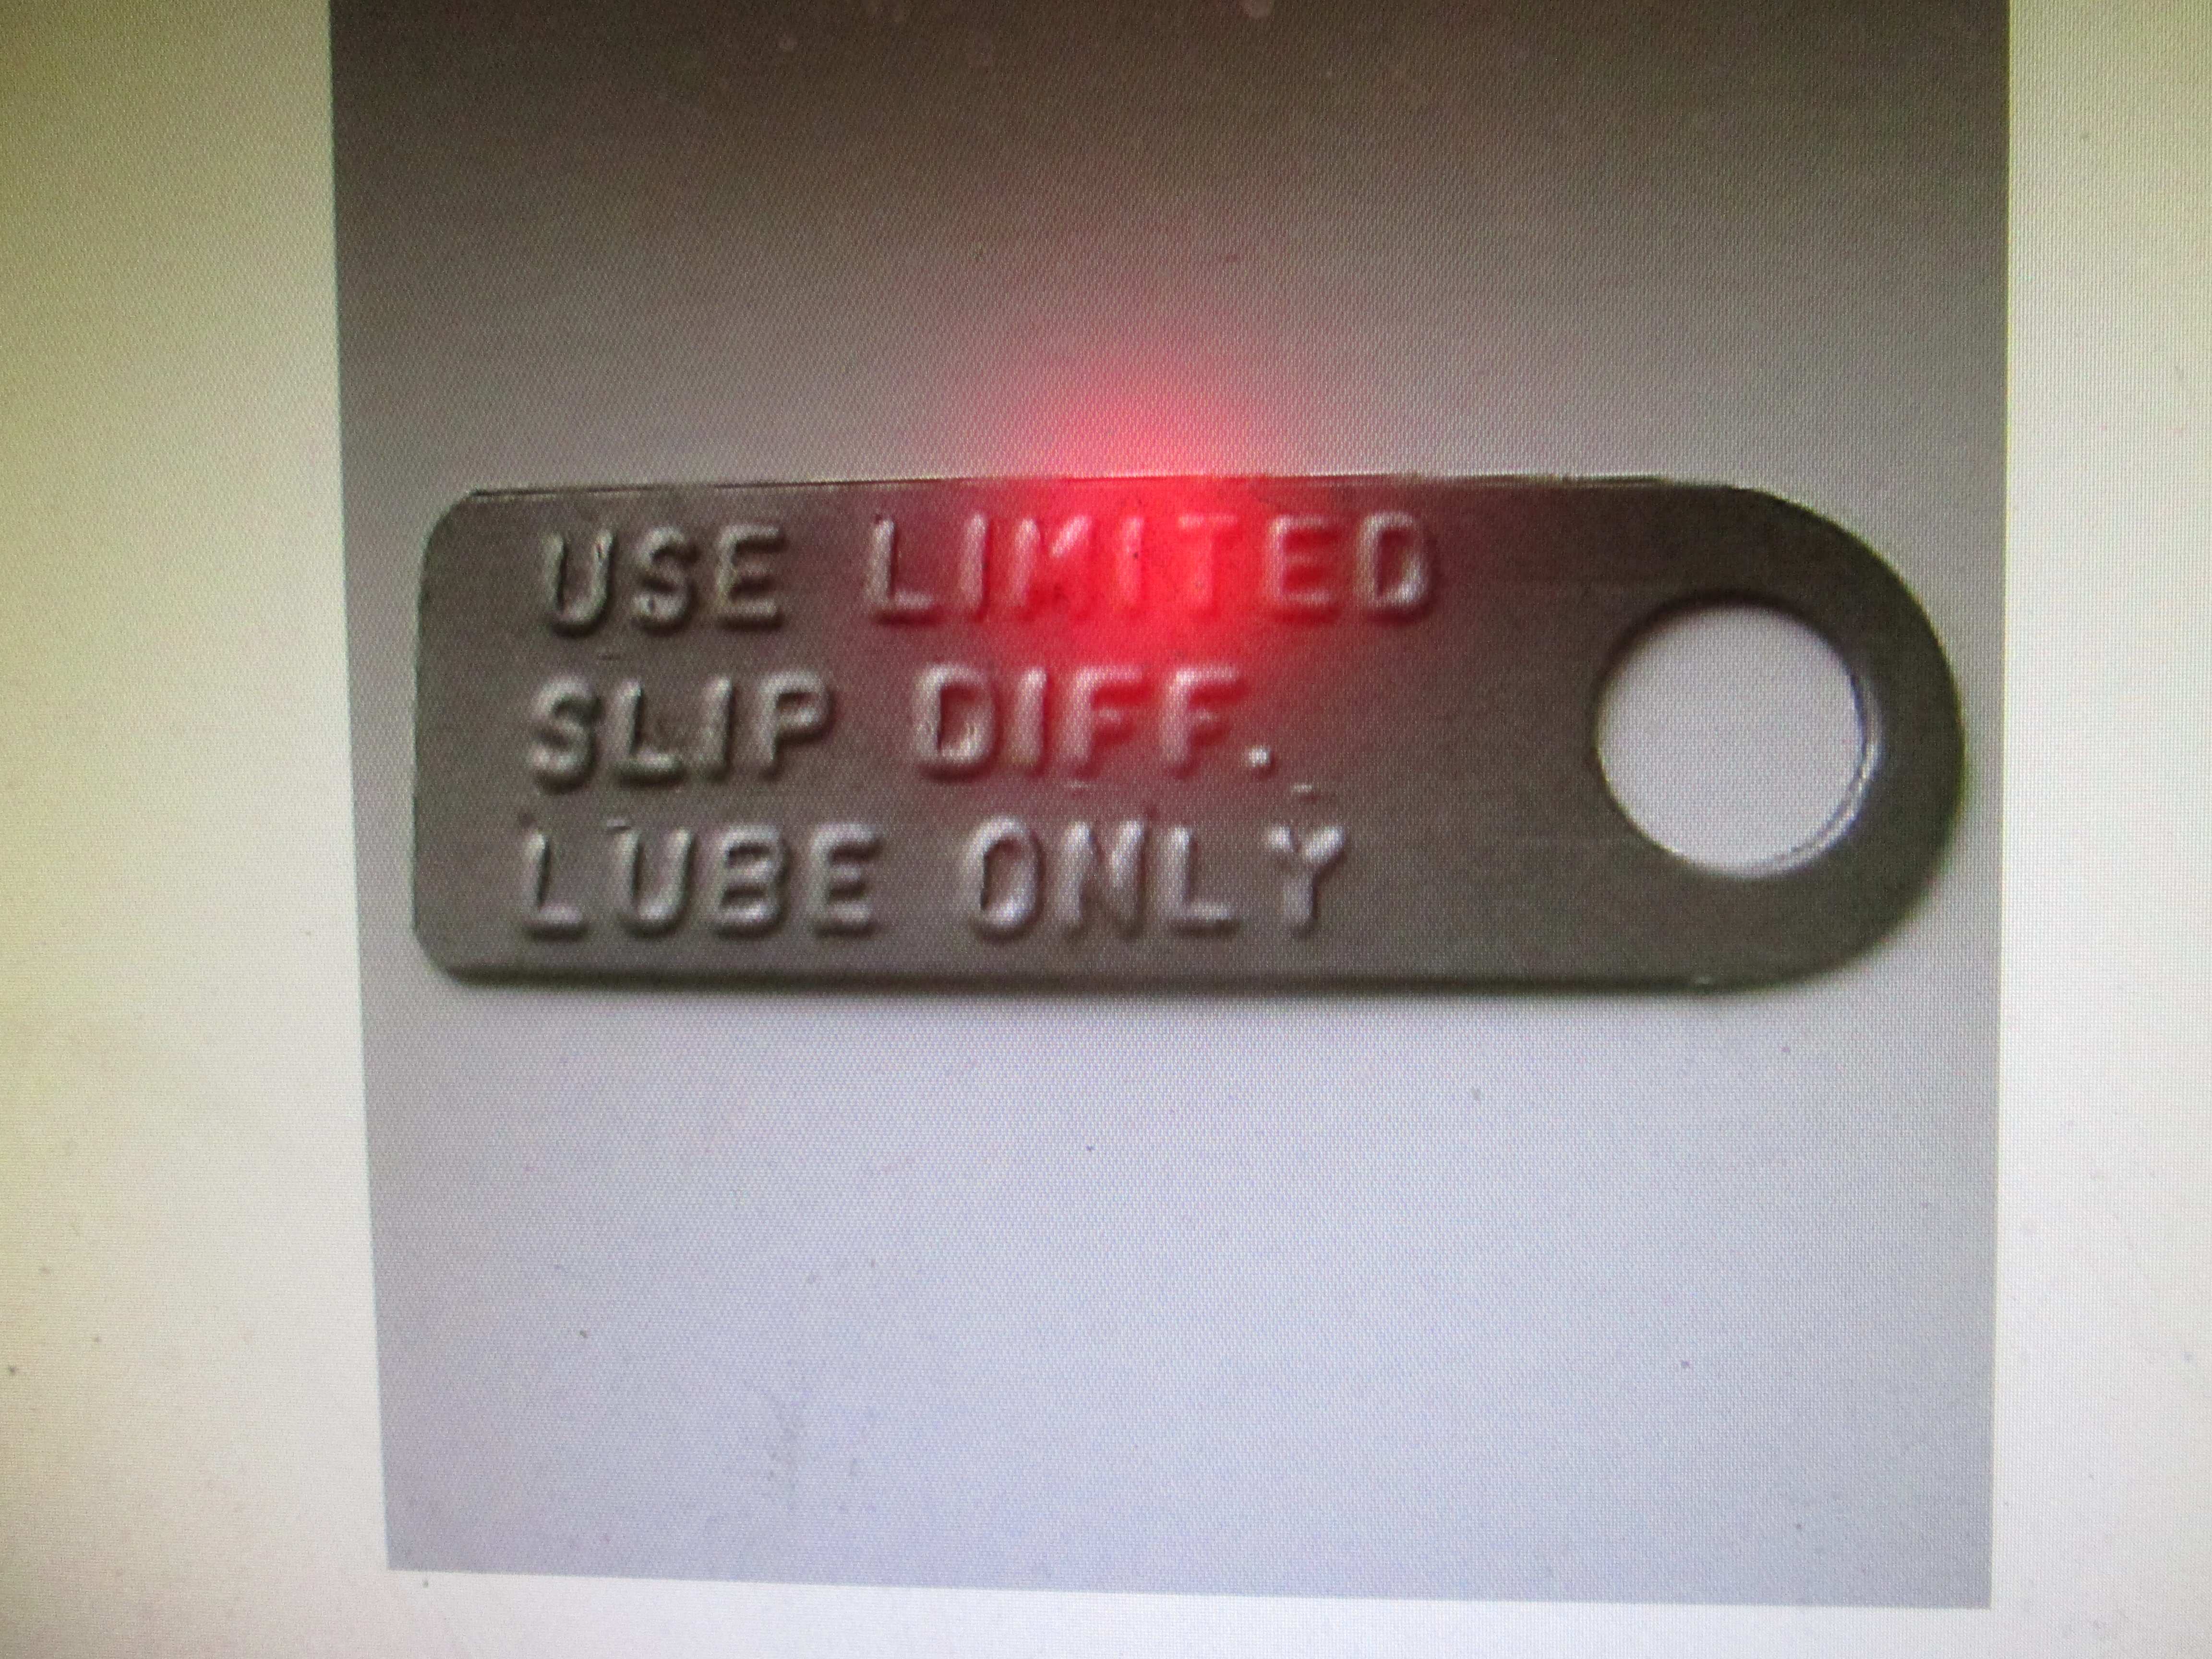 USE LIMITED
SLIP DIFF.
LUBE ONLY